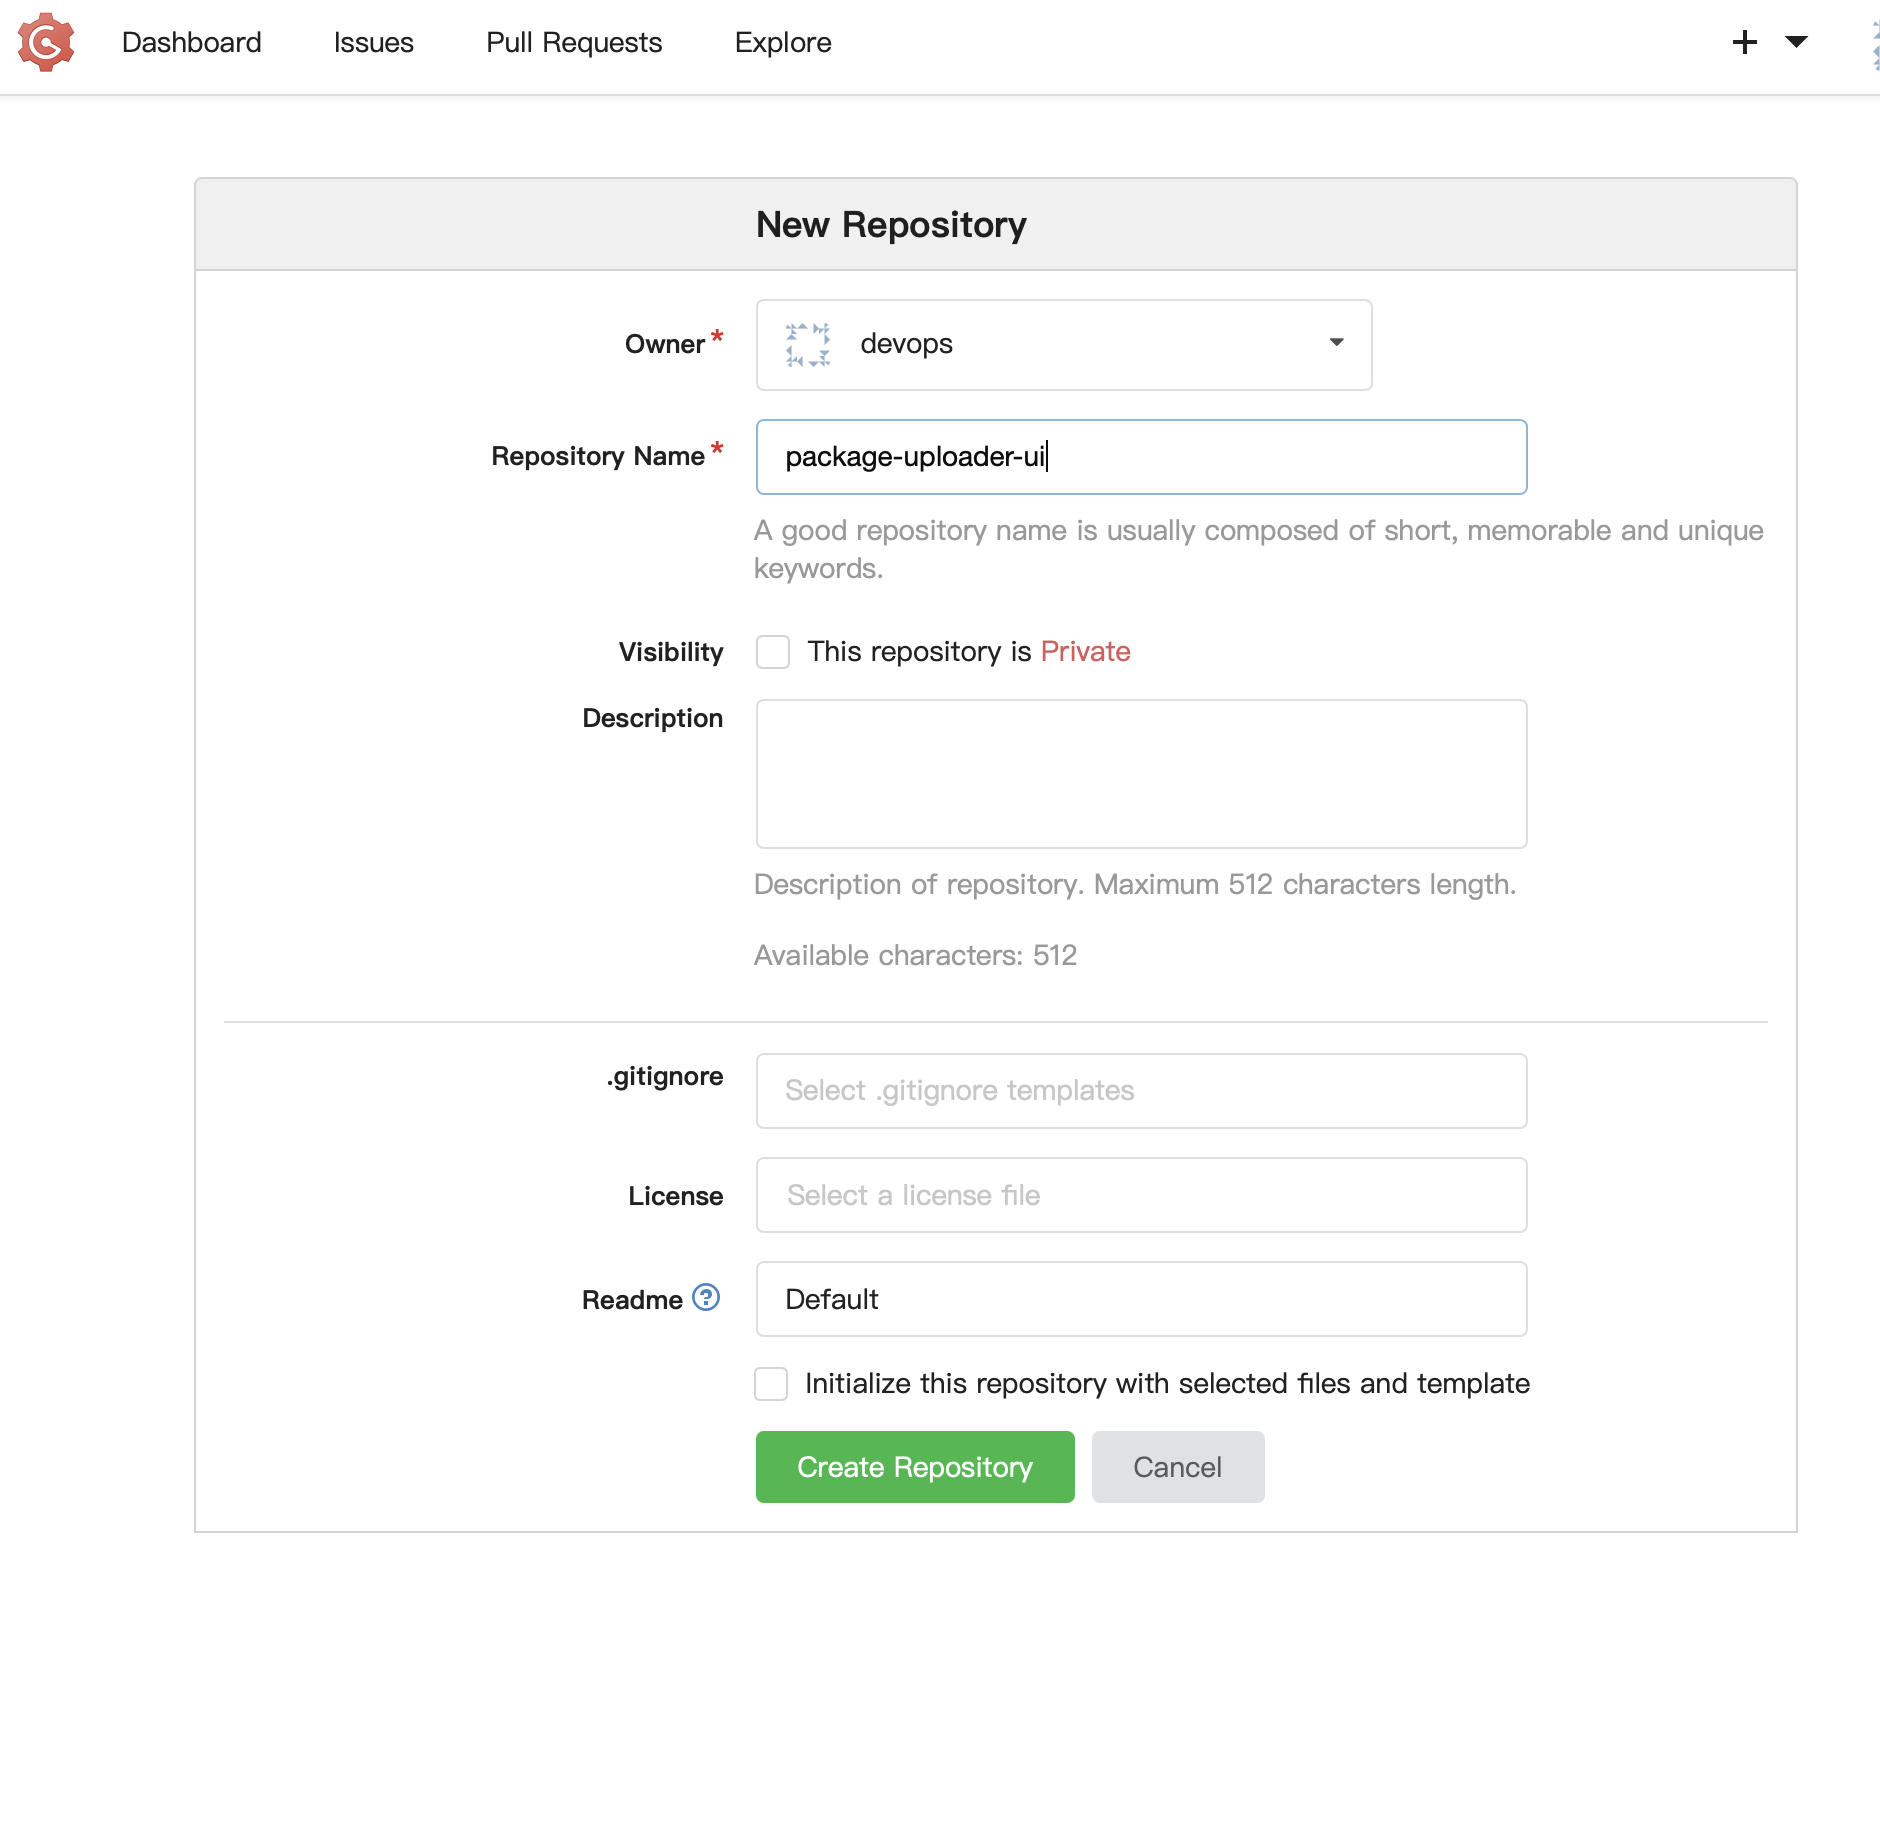 Dashboard Issues Pull Requests Explore
New Repository
Owner*
devops
Repository Name*
package-uploader-ui
A good repository name is usually composed of short, memorable and unique
keywords.
Visibility
This repository is Private
Description
Description of repository. Maximum 512 characters length.
Available characters: 512
.gitignore
Select .gitignore templates
License
Select a license file
Readme
Default
Initialize this repository with selected files and template
Create Repository
Cancel